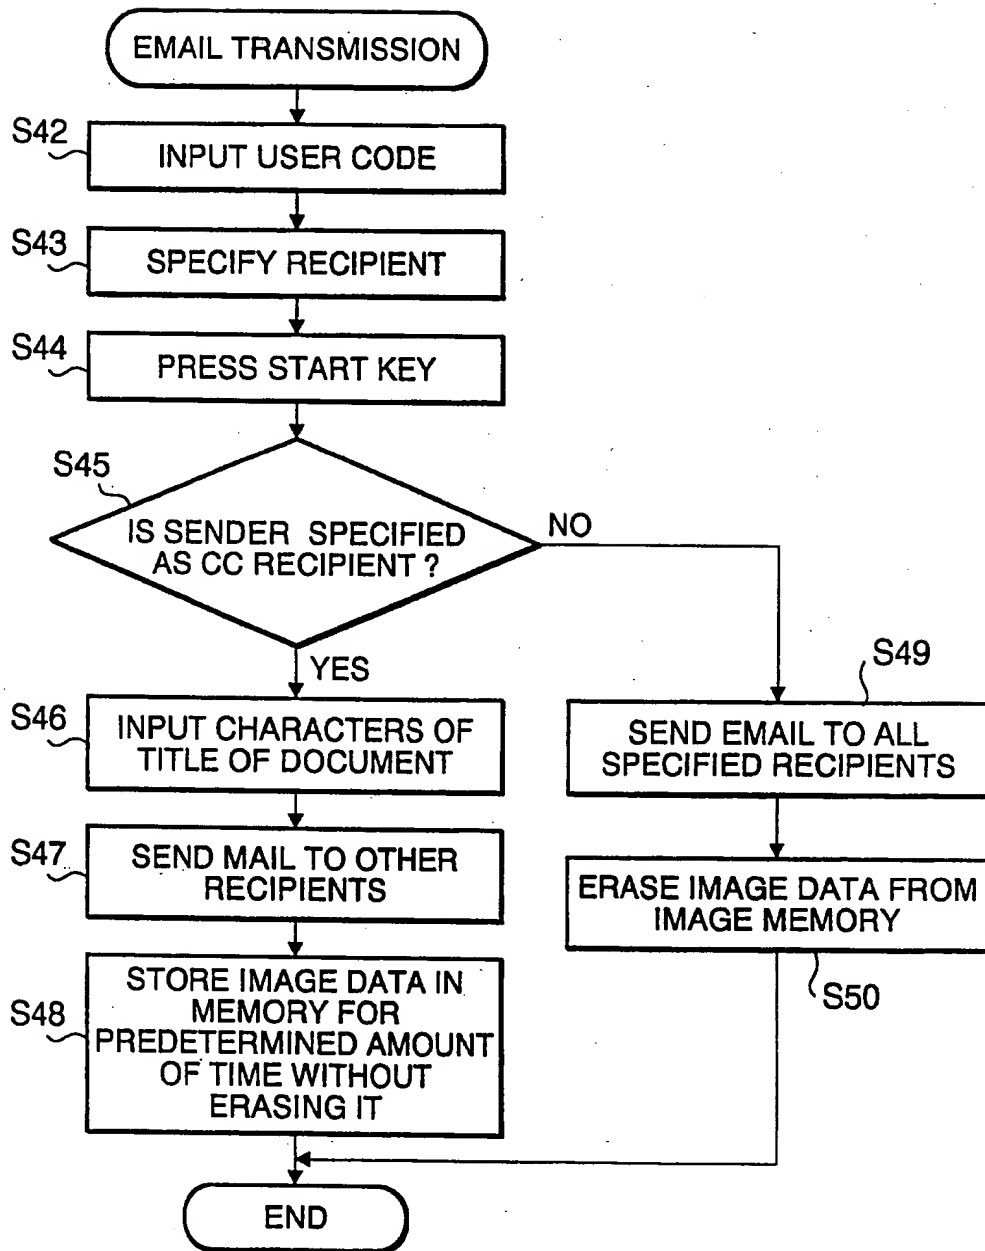 EMAIL TRANSMISSION
S42
INPUT USER CODE
S43
SPECIFY RECIPIENT
S44
PRESS START KEY
S45
IS SENDER SPECIFIED
AS CC RECIPIENT ?
NO
YES
S46
INPUT CHARACTERS OF
TITLE OF DOCUMENT
S47
SEND MAIL TO OTHER
RECIPIENTS
S48
STORE IMAGE DATA IN
MEMORY FOR
PREDETERMINED AMOUNT
OF TIME WITHOUT
ERASING IT
S49
SEND EMAIL TO ALL
SPECIFIED RECIPIENTS
ERASE IMAGE DATA FROM
IMAGE MEMORY
S50
END